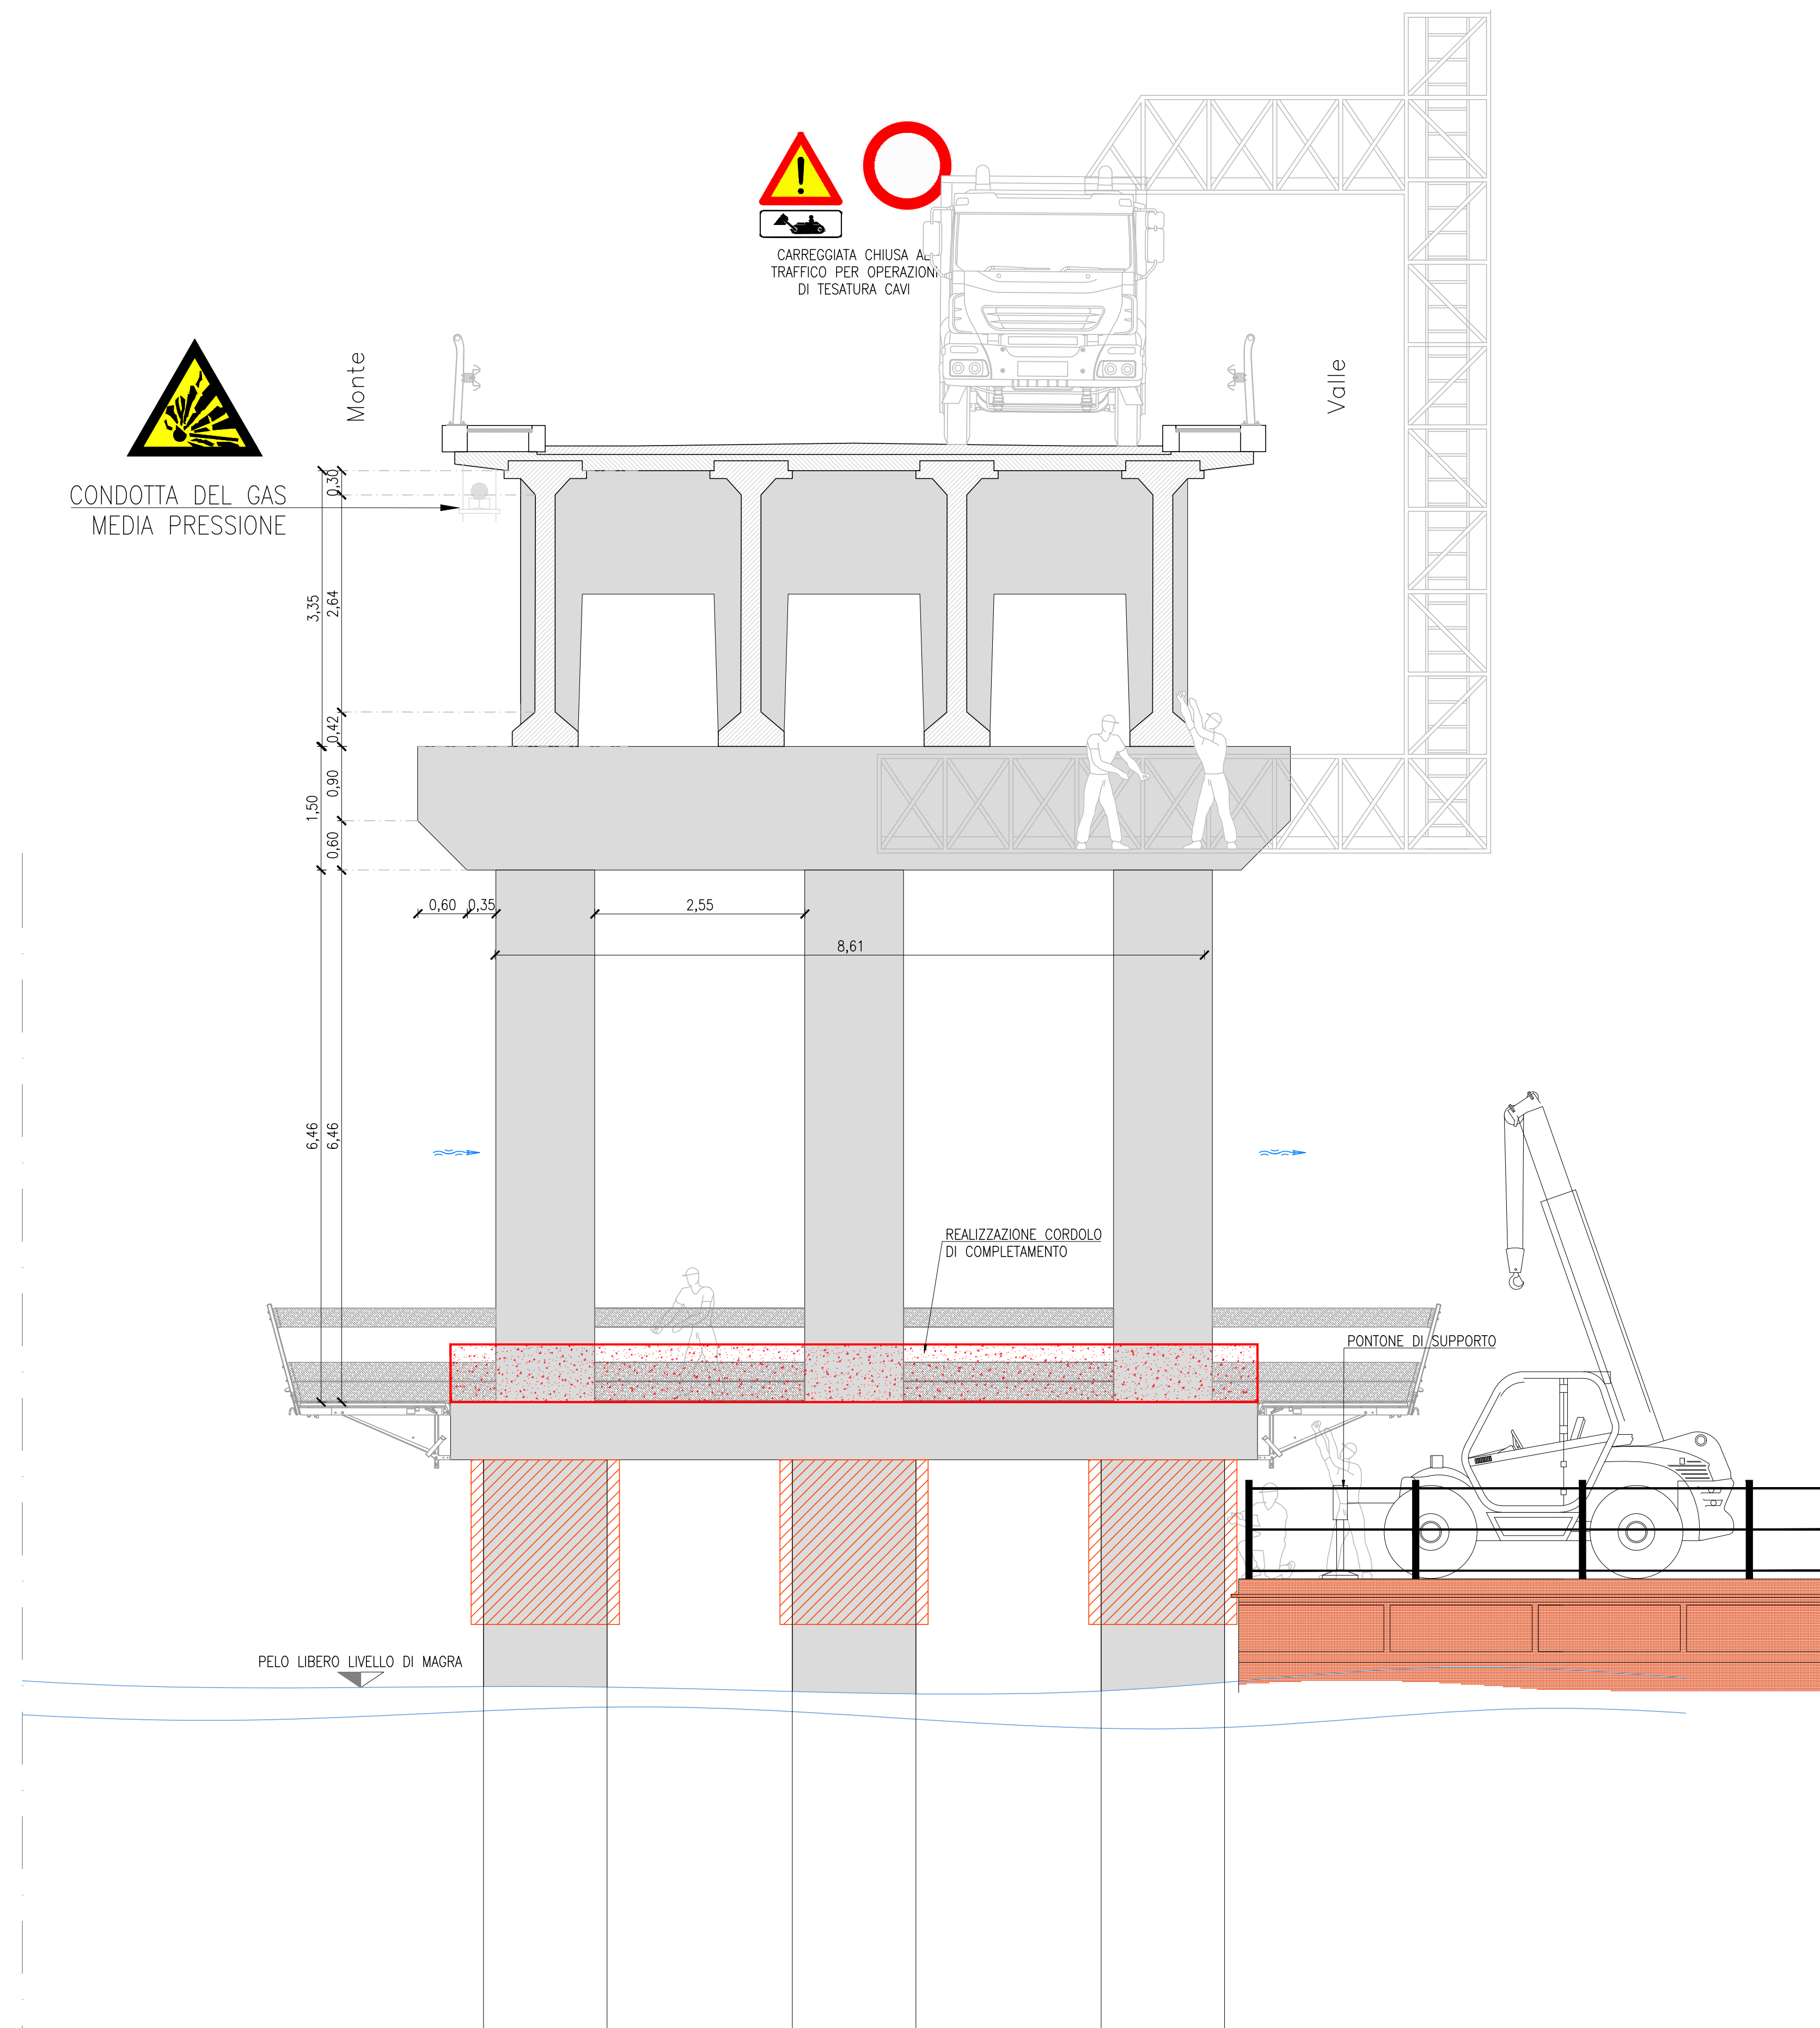 CARREGGIATA CHIUSA AL
TRAFFICO PER OPERAZIONI
DI TESATURA CAVI
Monte
Valle
CONDOTTA DEL GAS
MEDIA PRESSIONE
0,30
3,35
2,64
0,42
1,50
0,90
0,60
0,60
0,35
2,55
8,61
6,46
6,46
REALIZZAZIONE CORDOLO
DI COMPLETAMENTO
PONTONE DI SUPPORTO
PELO LIBERO LIVELLO DI MAGRA